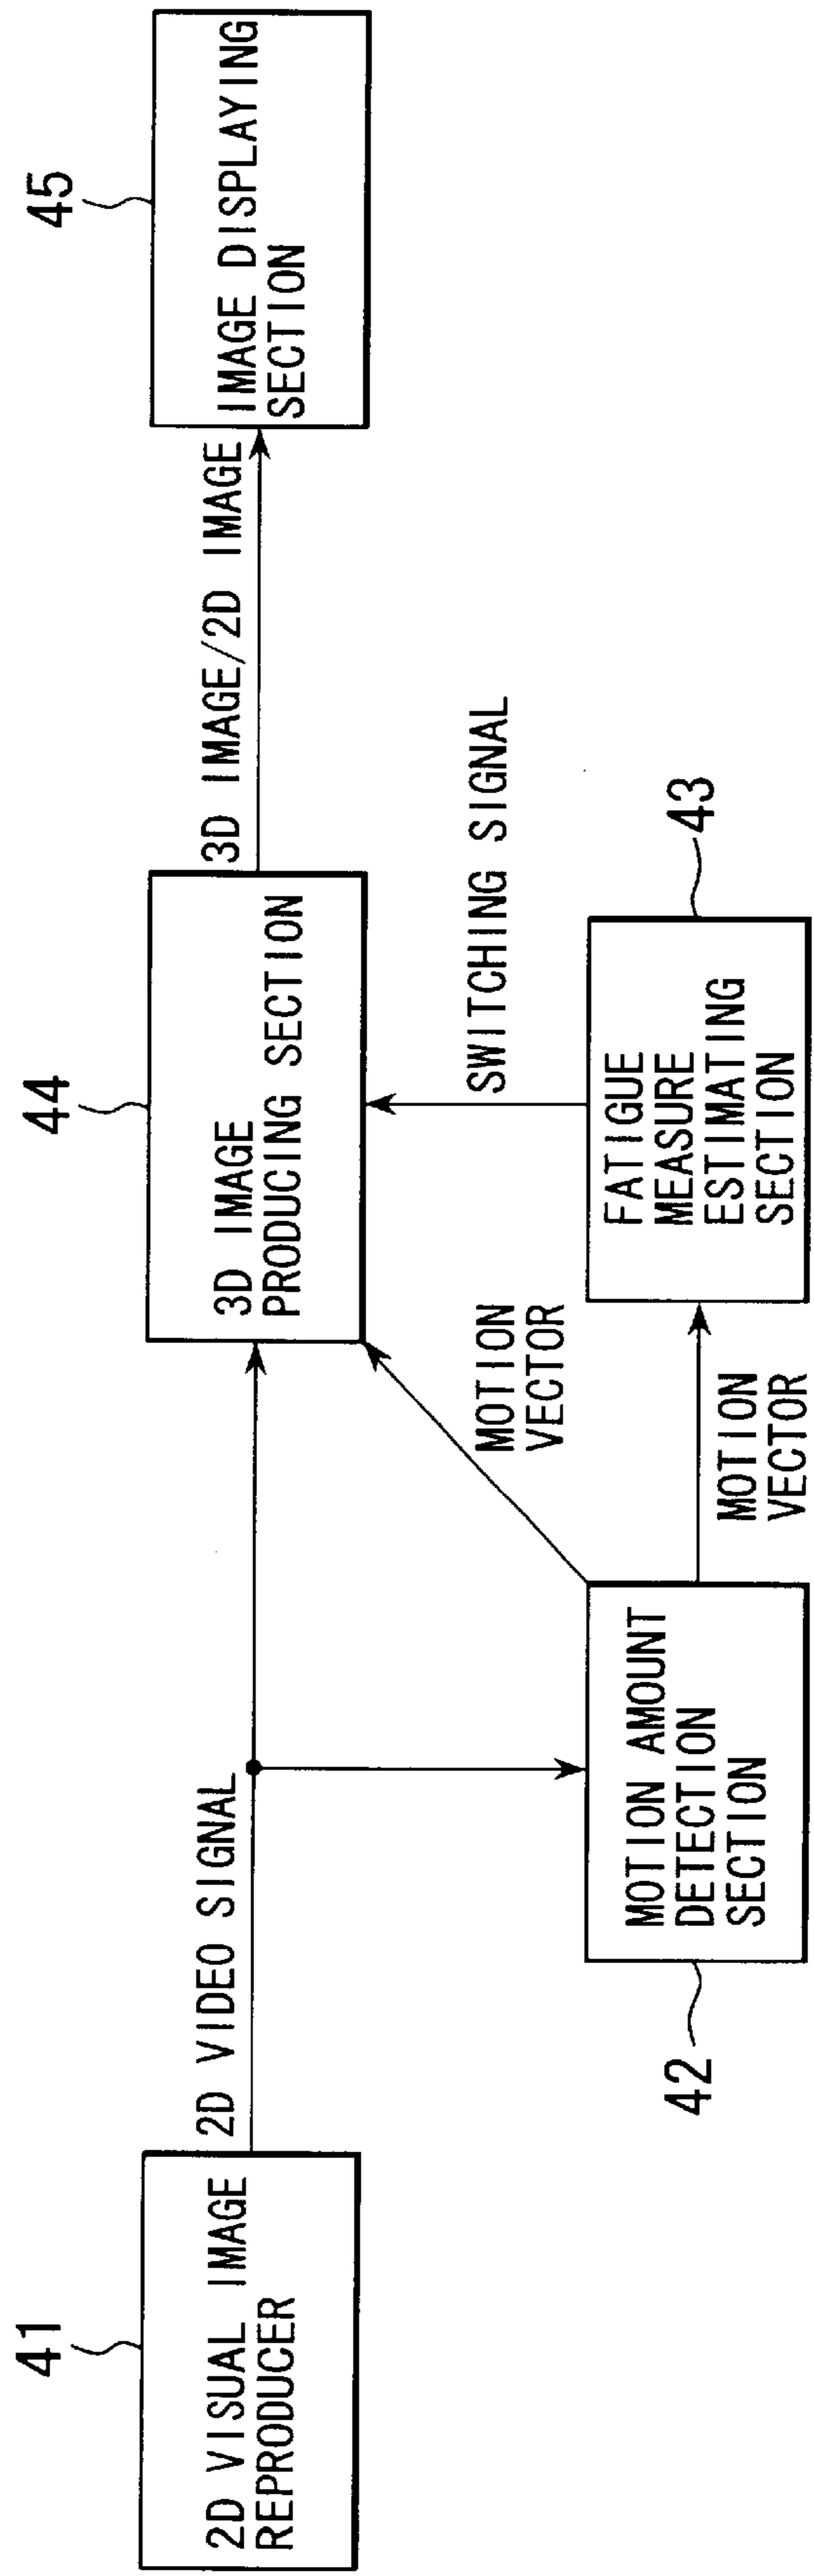 41
2D VISUAL IMAGE
REPRODUCER
2D VIDEO SIGNAL
44
3D IMAGE
PRODUCING SECTION
3D IMAGE/2D IMAGE
45
IMAGE DISPLAYING
SECTION
42
MOTION AMOUNT
DETECTION
SECTION
MOTION
VECTOR
MOTION
VECTOR
SWITCHING SIGNAL
43
FATIGUE
MEASURE
ESTIMATING
SECTION